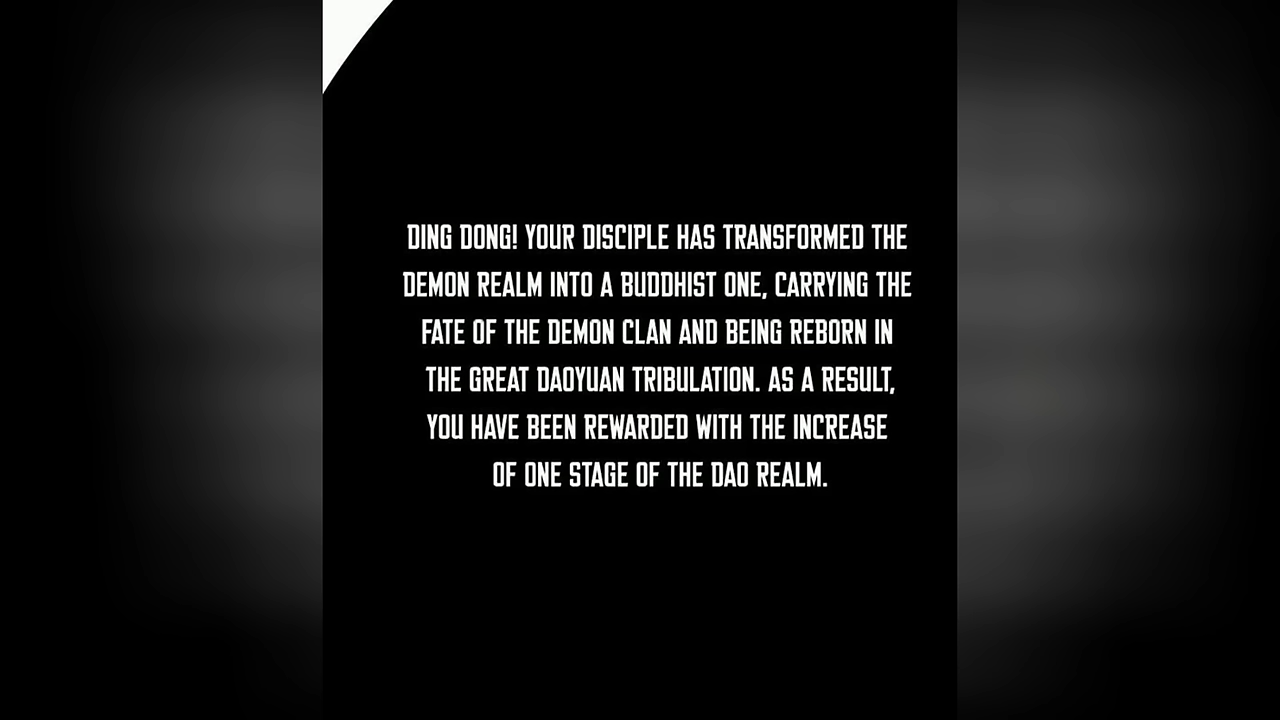 DING DONG! YOUR DISCIPLE HAS TRANSFORMED THE
DEMON REALM INTO A BUDDHIST ONE, CARRYING THE
FATE OF THE DEMON CLAN AND BEING REBORN IN
THE GREAT DAOYUAN TRIBULATION. AS A RESULT,
YOU HAVE BEEN REWARDED WITH THE INCREASE
OF ONE STAGE OF THE DAO REALM.